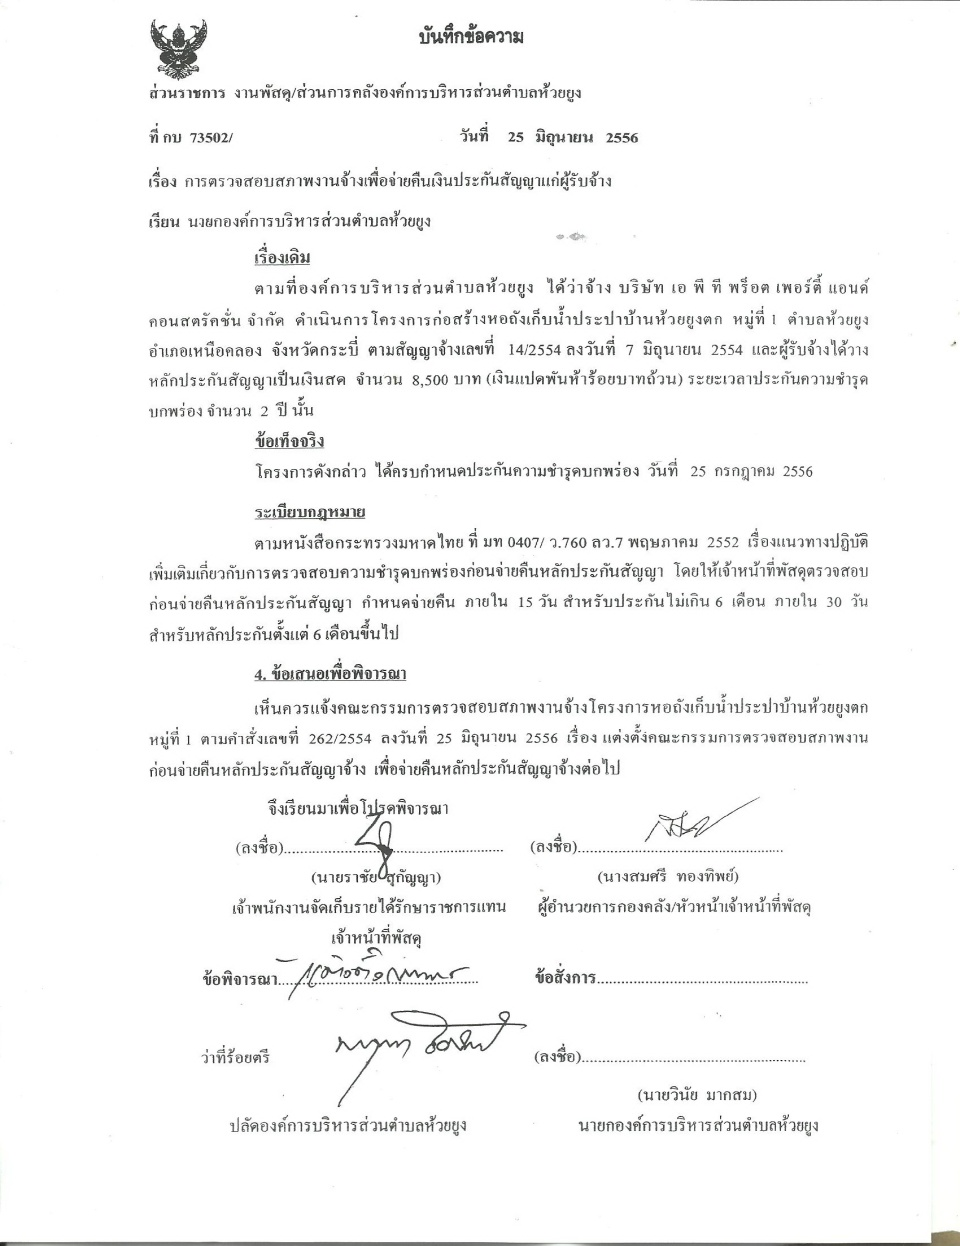 บันทึกข้อความ
ส่วนราชการ งานพัสดุ/ส่วนการคลังองค์การบริหารส่วนตำบลห้วยยูง
ที่ กบ 73502/ วันที่ 25 มิถุนายน 2556
เรื่อง การตรวจสอบสภาพงานจ้างเพื่อจ่ายคืนเงินประกันสัญญาแก่ผู้รับจ้าง
เรียน นายกองค์การบริหารส่วนตำบลห้วยยูง
เรื่องเดิม
ตามที่องค์การบริหารส่วนตำบลห้วยยูง ได้ว่าจ้าง บริษัท เอ พี ที พร็อต เพอร์ตี้ แอนด์
คอนสตรัคชั่น จำกัด ดำเนินการโครงการก่อสร้างหอถังเก็บน้ำประปาบ้านห้วยยูงตก หมู่ที่ 1 ตำบลห้วยยูง
อำเภอเหนือคลอง จังหวัดกระบี่ ตามสัญญาจ้างเลขที่ 14/2554 ลงวันที่ 7 มิถุนายน 2554 และผู้รับจ้างได้วาง
หลักประกันสัญญาเป็นเงินสด จำนวน 8,500 บาท (เงินแปดพันห้าร้อยบาทถ้วน) ระยะเวลาประกันความชำรุด
บกพร่อง จำนวน 2 ปี นั้น
ข้อเท็จจริง
โครงการดังกล่าว ได้ครบกำหนดประกันความชำรุดบกพร่อง วันที่ 25 กรกฎาคม 2556
ระเบียบกฎหมาย
ตามหนังสือกระทรวงมหาดไทย ที่ มท 0407/ ว.760 ลว.7 พฤษภาคม 2552 เรื่องแนวทางปฏิบัติ
เพิ่มเติมเกี่ยวกับการตรวจสอบความชำรุดบกพร่องก่อนจ่ายคืนหลักประกันสัญญา โดยให้เจ้าหน้าที่พัสดุตรวจสอบ
ก่อนจ่ายคืนหลักประกันสัญญา กำหนดจ่ายคืน ภายใน 15 วัน สำหรับประกันไม่เกิน 6 เดือน ภายใน 30 วัน
สำหรับหลักประกันตั้งแต่ 6 เดือนขึ้นไป
4. ข้อเสนอเพื่อพิจารณา
เห็นควรแจ้งคณะกรรมการตรวจสอบสภาพงานจ้างโครงการหอถังเก็บน้ำประปาบ้านห้วยยูงตก
หมู่ที่ 1 ตามคำสั่งเลขที่ 262/2554 ลงวันที่ 25 มิถุนายน 2556 เรื่อง แต่งตั้งคณะกรรมการตรวจสอบสภาพงาน
ก่อนจ่ายคืนหลักประกันสัญญาจ้าง เพื่อจ่ายคืนหลักประกันสัญญาจ้างต่อไป
จึงเรียนมาเพื่อโปรดพิจารณา
(ลงชื่อ)............................................ (ลงชื่อ)............................................
(นายราชัย สุกัญญา) (นางสมศรี ทองทิพย์)
เจ้าพนักงานจัดเก็บรายได้รักษาราชการแทน ผู้อำนวยการกองคลัง/หัวหน้าเจ้าหน้าที่พัสดุ
เจ้าหน้าที่พัสดุ
ข้อพิจารณา............................................ ข้อสั่งการ............................................
ว่าที่ร้อยตรี (ลงชื่อ)............................................
(นายวินัย มากสม)
ปลัดองค์การบริหารส่วนตำบลห้วยยูง นายกองค์การบริหารส่วนตำบลห้วยยูง